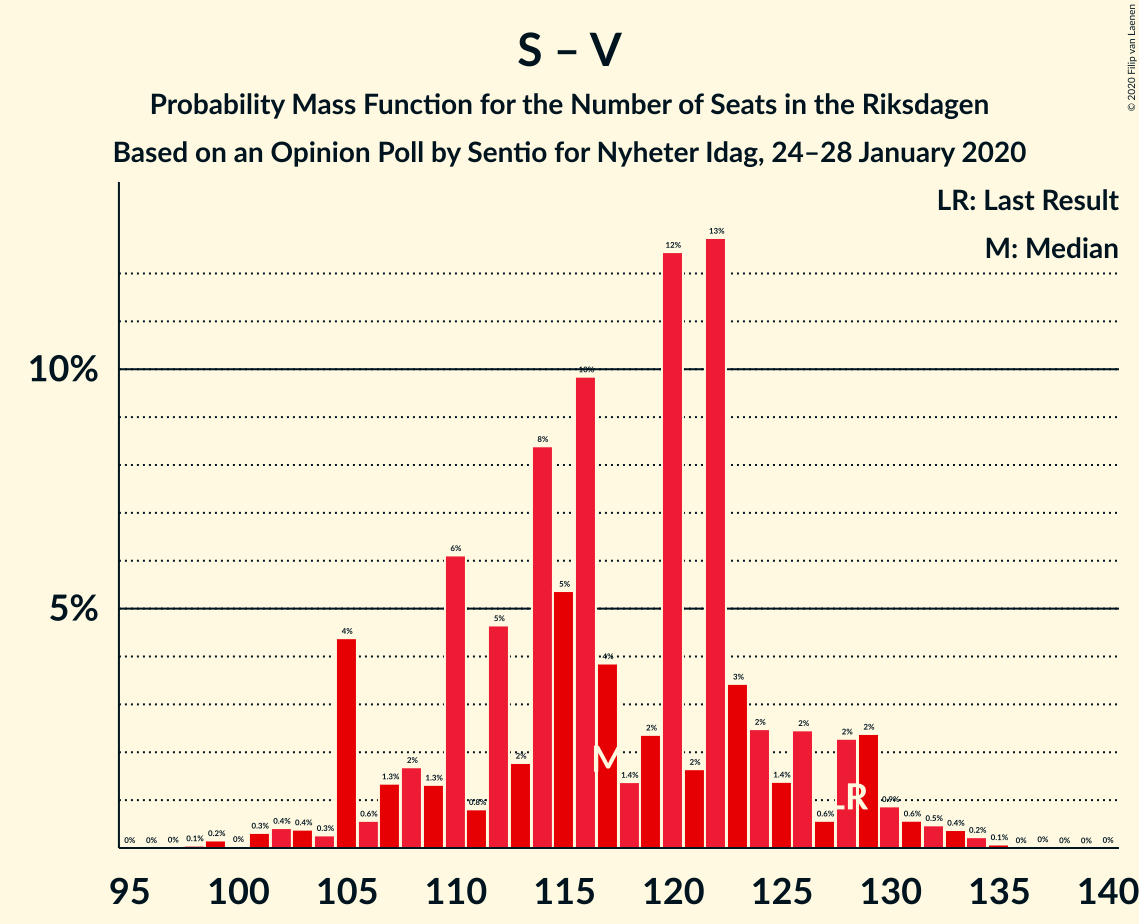 © 2020 Filip van Laenen
S – V
Probability Mass Function for the Number of Seats in the Riksdagen
Based on an Opinion Poll by Sentio for Nyheter Idag, 24–28 January 2020
LR: Last Result
M: Median
10%
5%
0% 0% 0% 0.1% 0.2% 0% 0.3% 0.4% 0.4% 0.3% 4% 0.6% 1.3% 2% 1.3% 6% 0.8% 5% 2% 8% 5% 10% 4% 1.4% 2% 12% 2% 13% 3% 2% 1.4% 2% 0.6% 2% 2% 0.9% 0.6% 0.5% 0.4% 0.2% 0.1% 0% 0% 0% 0% 0%
M
LR
95 100 105 110 115 120 125 130 135 140